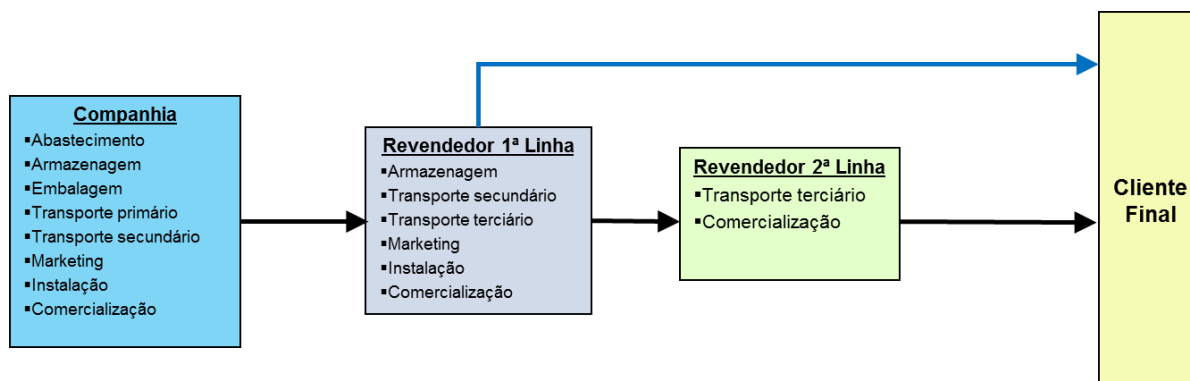 Companhia
▪Abastecimento
▪Armazenagem
▪Embalagem
▪Transporte primário
▪Transporte secundário
▪Marketing
▪Instalação
▪Comercialização
Revendedor 1ª Linha
▪Armazenagem
▪Transporte secundário
▪Transporte terciário
▪Marketing
▪Instalação
▪Comercialização
Revendedor 2ª Linha
▪Transporte terciário
▪Comercialização
Cliente
Final